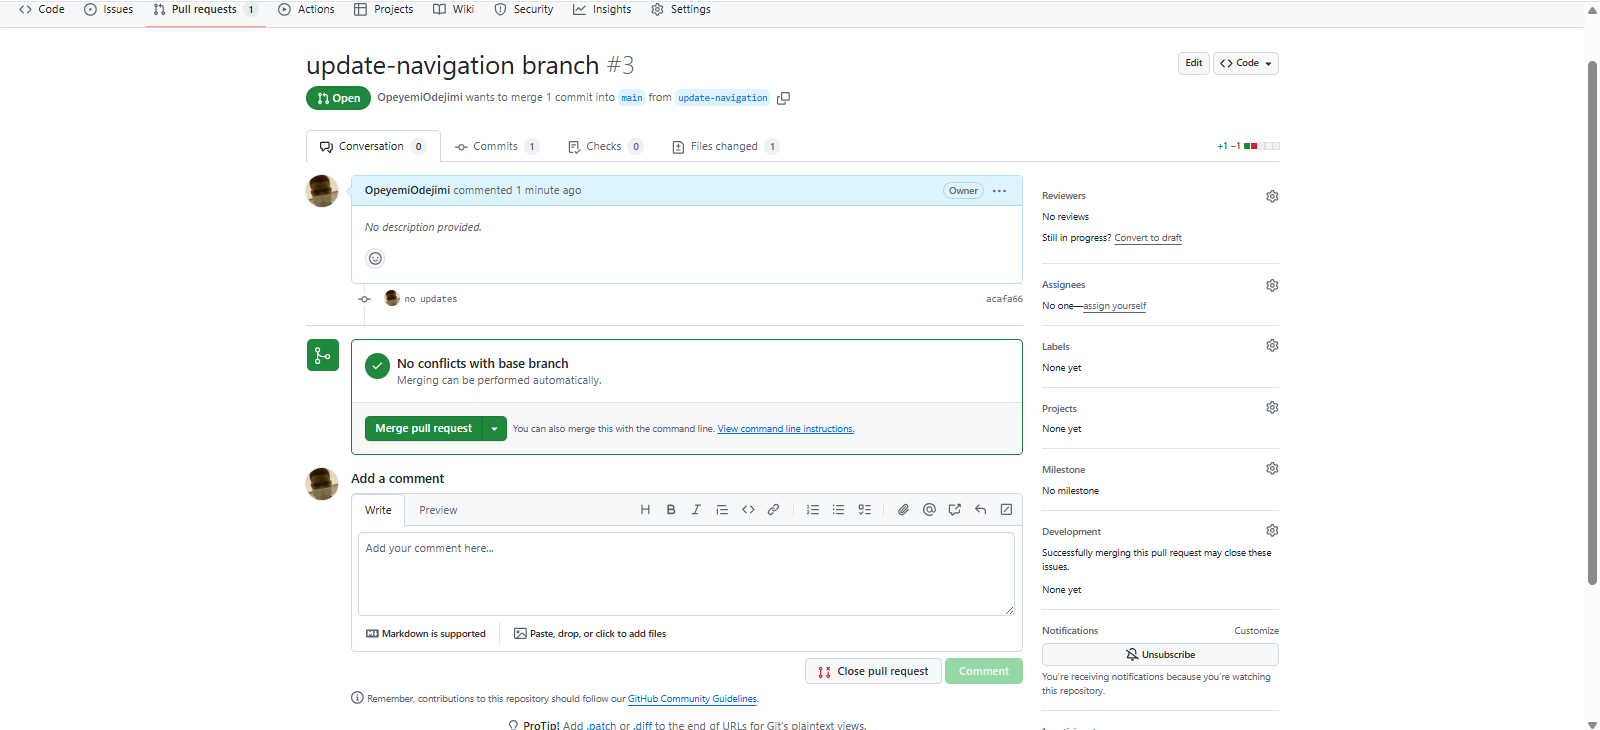 Code Issues Pull requests 1 Actions Projects Wiki Security Insights Settings
update-navigation branch #3
Edit Code
Open OpeyemiOdejimi wants to merge 1 commit into main from update-navigation
Conversation 0 Commits 1 Checks 0 Files changed 1
+1 −1
OpeyemiOdejimi commented 1 minute ago Owner
No description provided.
no updates acafa66
No conflicts with base branch
Merging can be performed automatically.
Merge pull request You can also merge this with the command line. View command line instructions.
Add a comment
Write Preview
Add your comment here...
Markdown is supported Paste, drop, or click to add files
Close pull request Comment
Remember, contributions to this repository should follow our GitHub Community Guidelines.
ProTip! Add .patch or .diff to the end of URLs for Git's plaintext views.
Reviewers
No reviews
Still in progress? Convert to draft
Assignees
No one—assign yourself
Labels
None yet
Projects
None yet
Milestone
No milestone
Development
Successfully merging this pull request may close these
issues.
None yet
Notifications Customize
Unsubscribe
You're receiving notifications because you're watching
this repository.